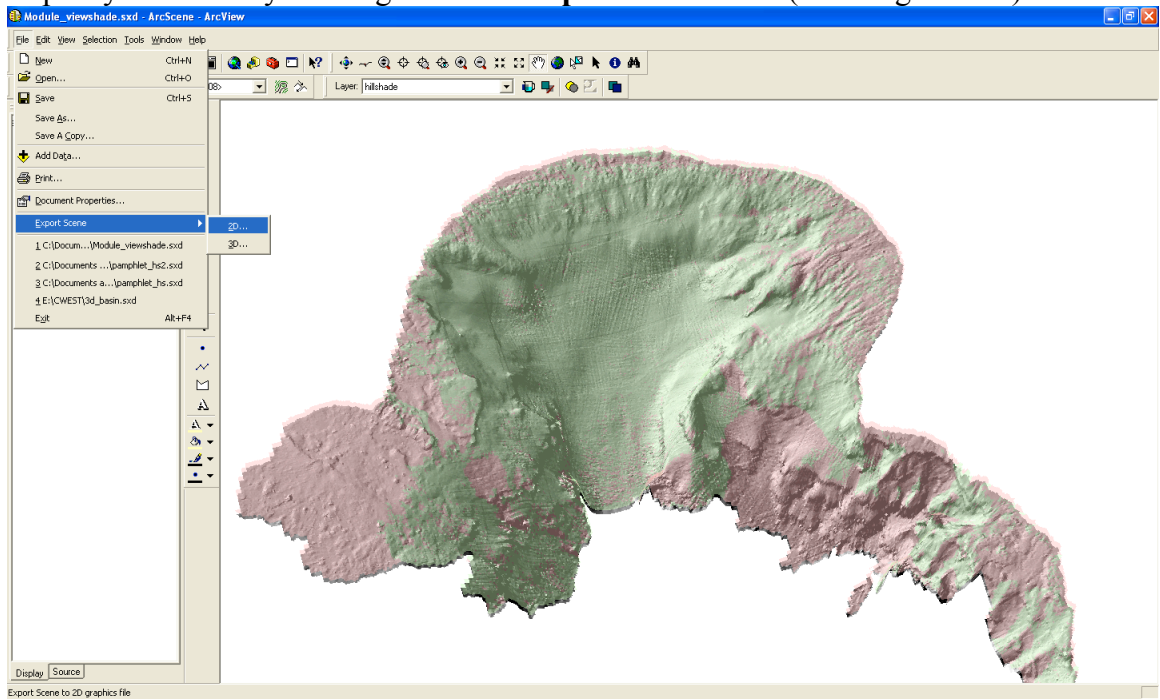 Module_viewshade.sxd - ArcScene - ArcView
File Edit View Selection Tools Window Help
New Ctrl+N
Open... Ctrl+O
Save Ctrl+S
Save As...
Save A Copy...
Add Data...
Print...
Document Properties...
Export Scene
2D...
3D...
1 C:\Docum...\Module_viewshade.sxd
2 C:\Documents ...\pamphlet_hs2.sxd
3 C:\Documents a...\pamphlet_hs.sxd
4 E:\CWEST\3d_basin.sxd
Exit Alt+F4
08>
Layer: hillshade
Display Source
Export Scene to 2D graphics file